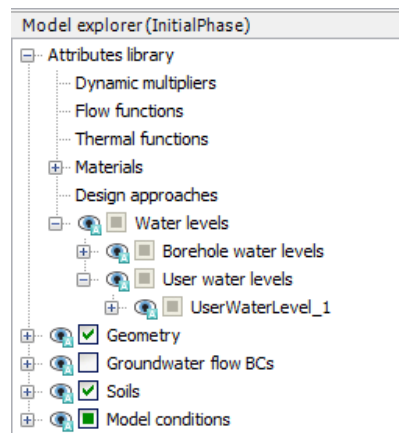 Model explorer (InitialPhase)
Attributes library
Dynamic multipliers
Flow functions
Thermal functions
Materials
Design approaches
Water levels
Borehole water levels
User water levels
UserWaterLevel_1
Geometry
Groundwater flow BCs
Soils
Model conditions